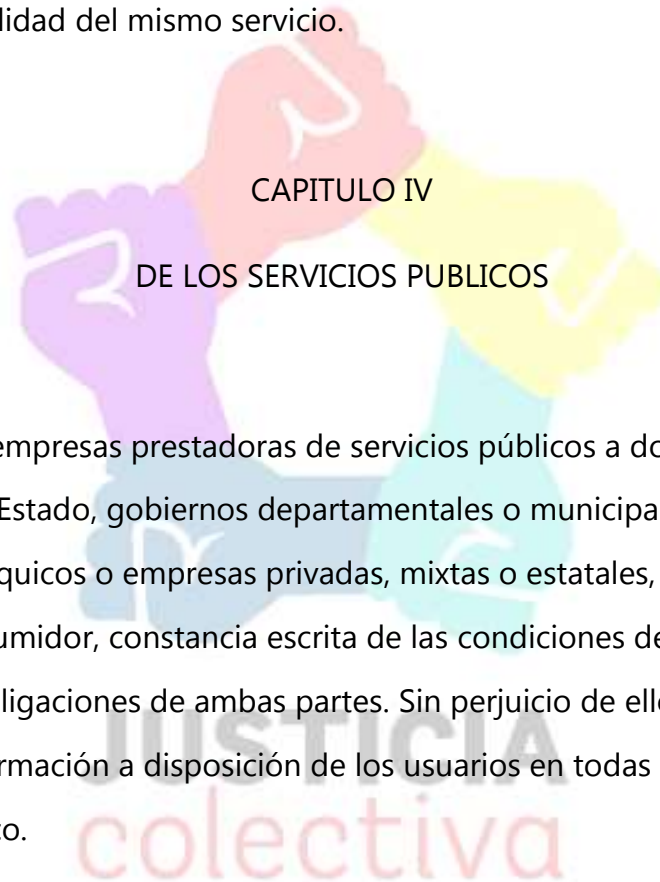 lidad del mismo servicio.
CAPITULO IV
DE LOS SERVICIOS PUBLICOS
empresas prestadoras de servicios públicos a do
Estado, gobiernos departamentales o municipa
quicos o empresas privadas, mixtas o estatales,
umidor, constancia escrita de las condiciones de
ligaciones de ambas partes. Sin perjuicio de ell
JUSTICIA
rmación a disposición de los usuarios en todas
to.
colectiva